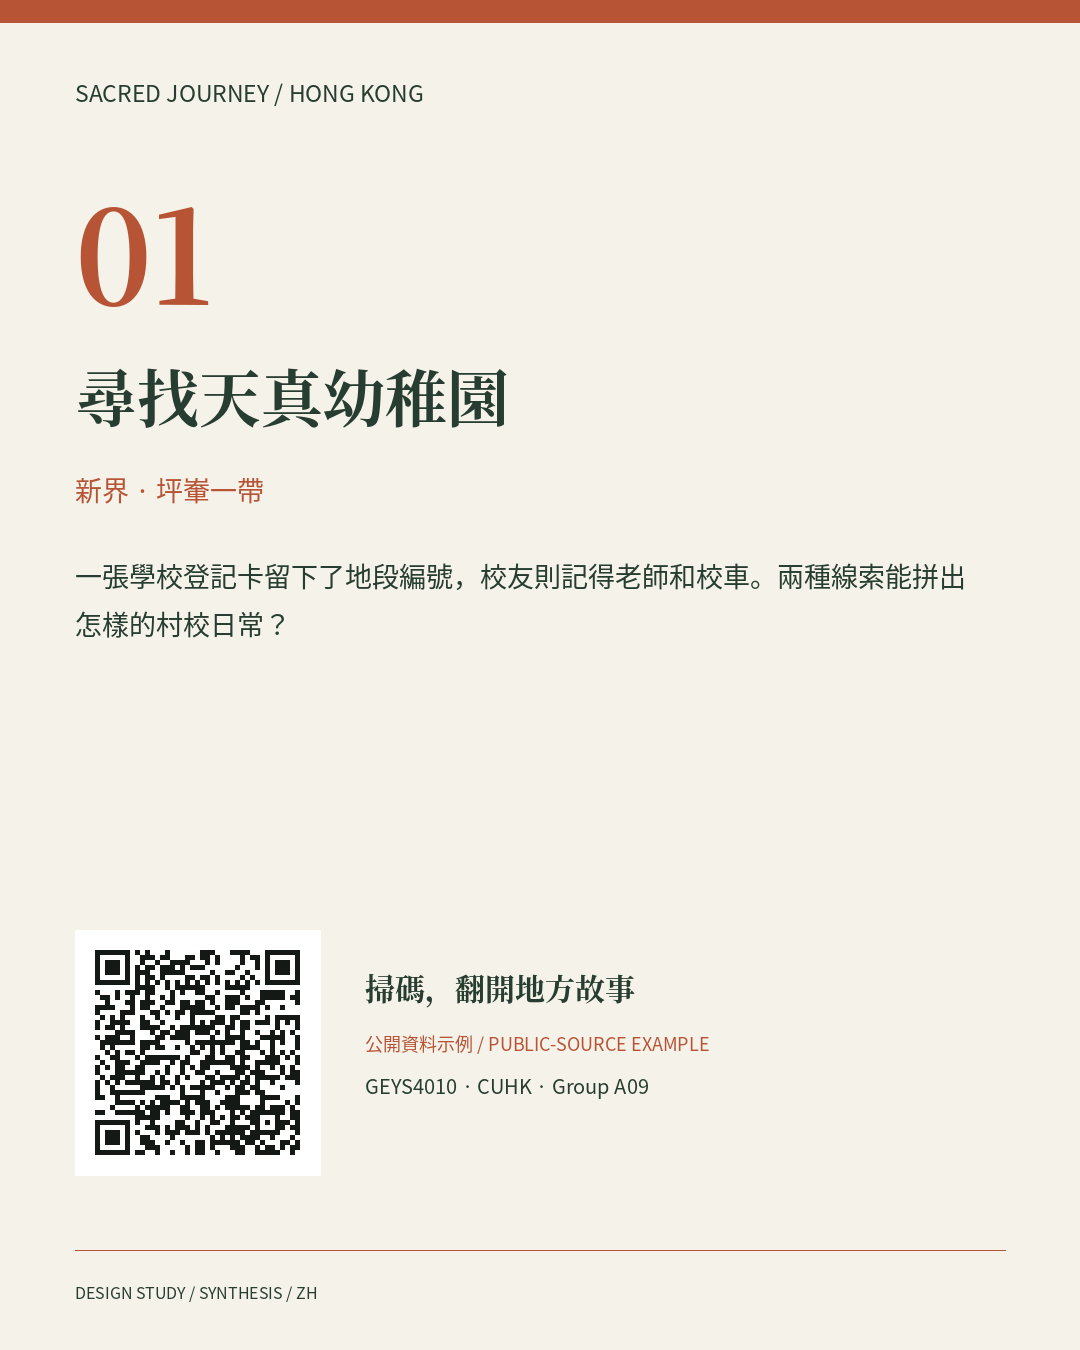 SACRED JOURNEY / HONG KONG
01
尋找天真幼稚園
新界 · 坪輋一帶
一張學校登記卡留下了地段編號，校友則記得老師和校車。兩種線索能拼出
怎樣的村校日常？
掃碼，翻開地方故事
公開資料示例 / PUBLIC-SOURCE EXAMPLE
GEYS4010 · CUHK · Group A09
DESIGN STUDY / SYNTHESIS / ZH